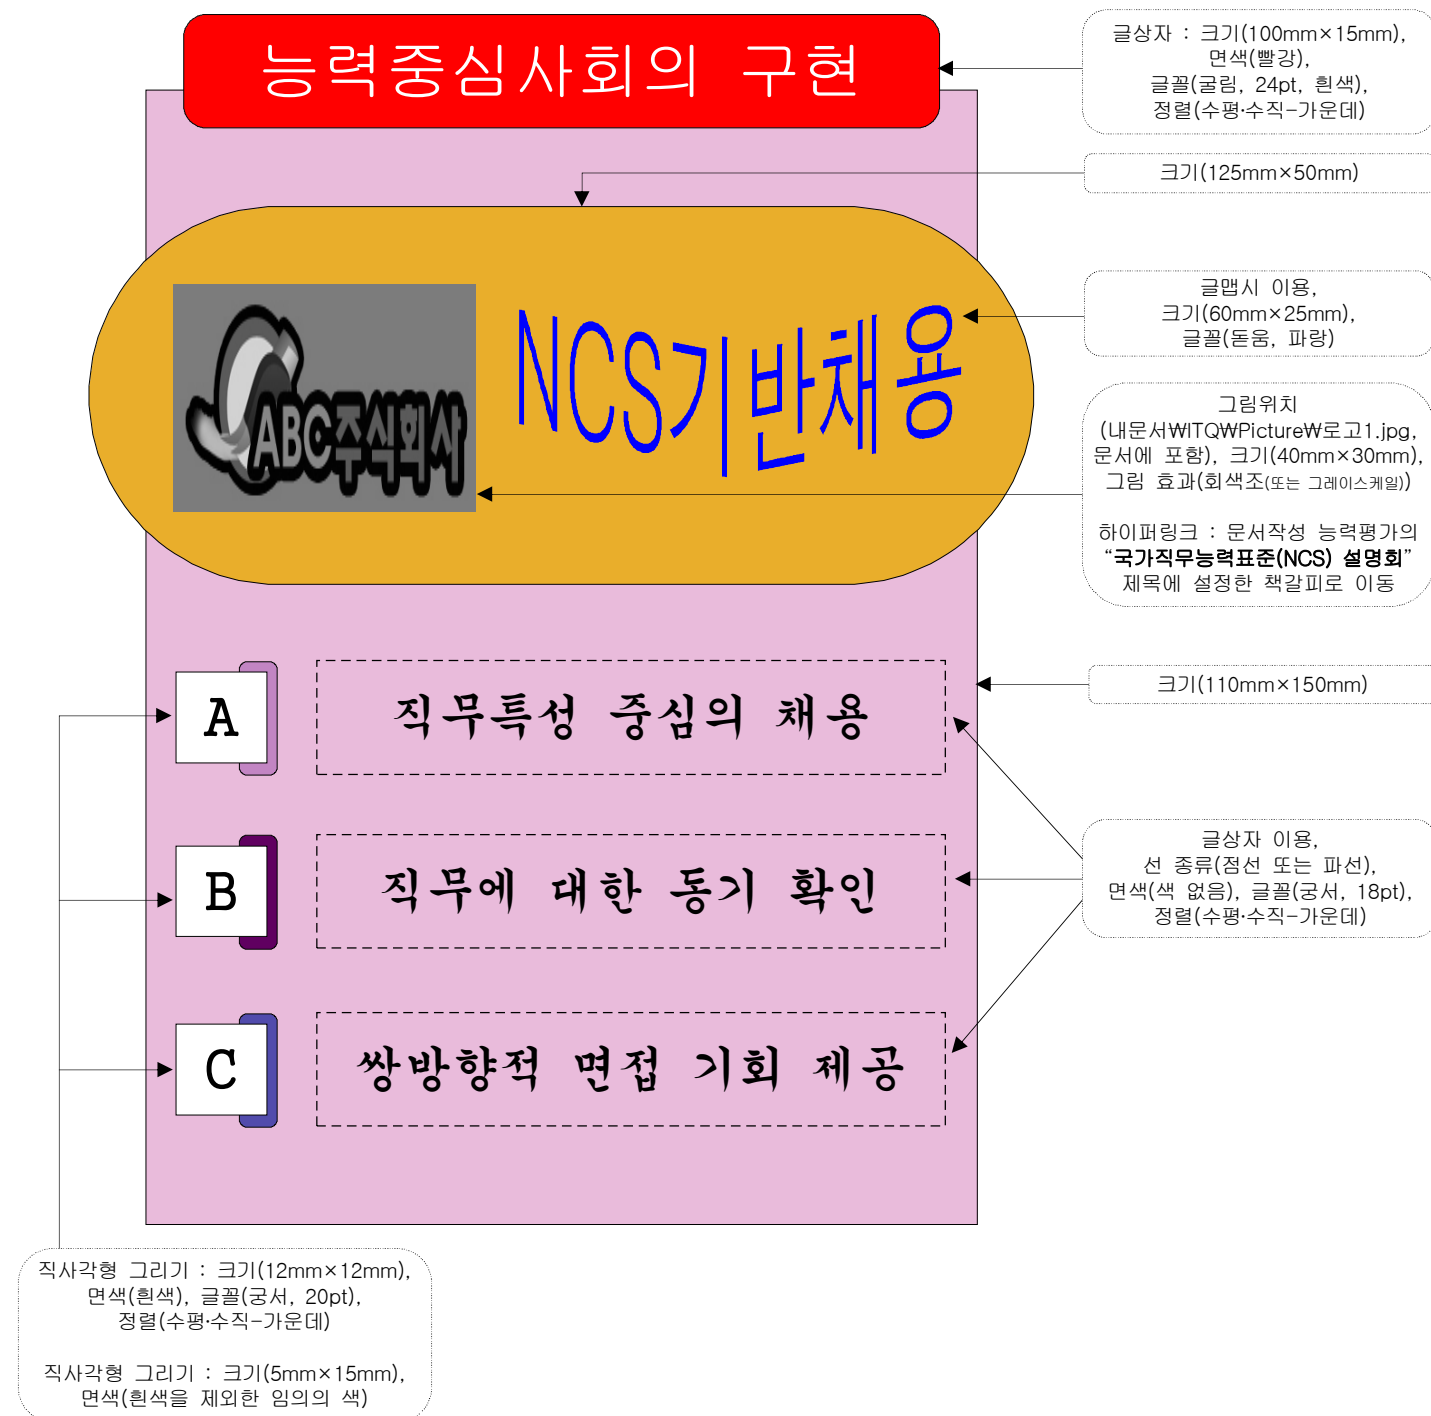 능력중심사회의 구현
글상자 : 크기(100mm×15mm),
면색(빨강),
글꼴(굴림, 24pt, 흰색),
정렬(수평·수직-가운데)
크기(125mm×50mm)
글맵시 이용,
크기(60mm×25mm),
글꼴(돋움, 파랑)
ABC주식회사
NCS기반채용
그림위치
(내문서₩ITQ₩Picture₩로고1.jpg,
문서에 포함), 크기(40mm×30mm),
그림 효과(회색조(또는 그레이스케일))
하이퍼링크 : 문서작성 능력평가의
“국가직무능력표준(NCS) 설명회”
제목에 설정한 책갈피로 이동
크기(110mm×150mm)
A
직무특성 중심의 채용
B
직무에 대한 동기 확인
C
쌍방향적 면접 기회 제공
글상자 이용,
선 종류(점선 또는 파선),
면색(색 없음), 글꼴(궁서, 18pt),
정렬(수평·수직-가운데)
직사각형 그리기 : 크기(12mm×12mm),
면색(흰색), 글꼴(궁서, 20pt),
정렬(수평·수직-가운데)
직사각형 그리기 : 크기(5mm×15mm),
면색(흰색을 제외한 임의의 색)